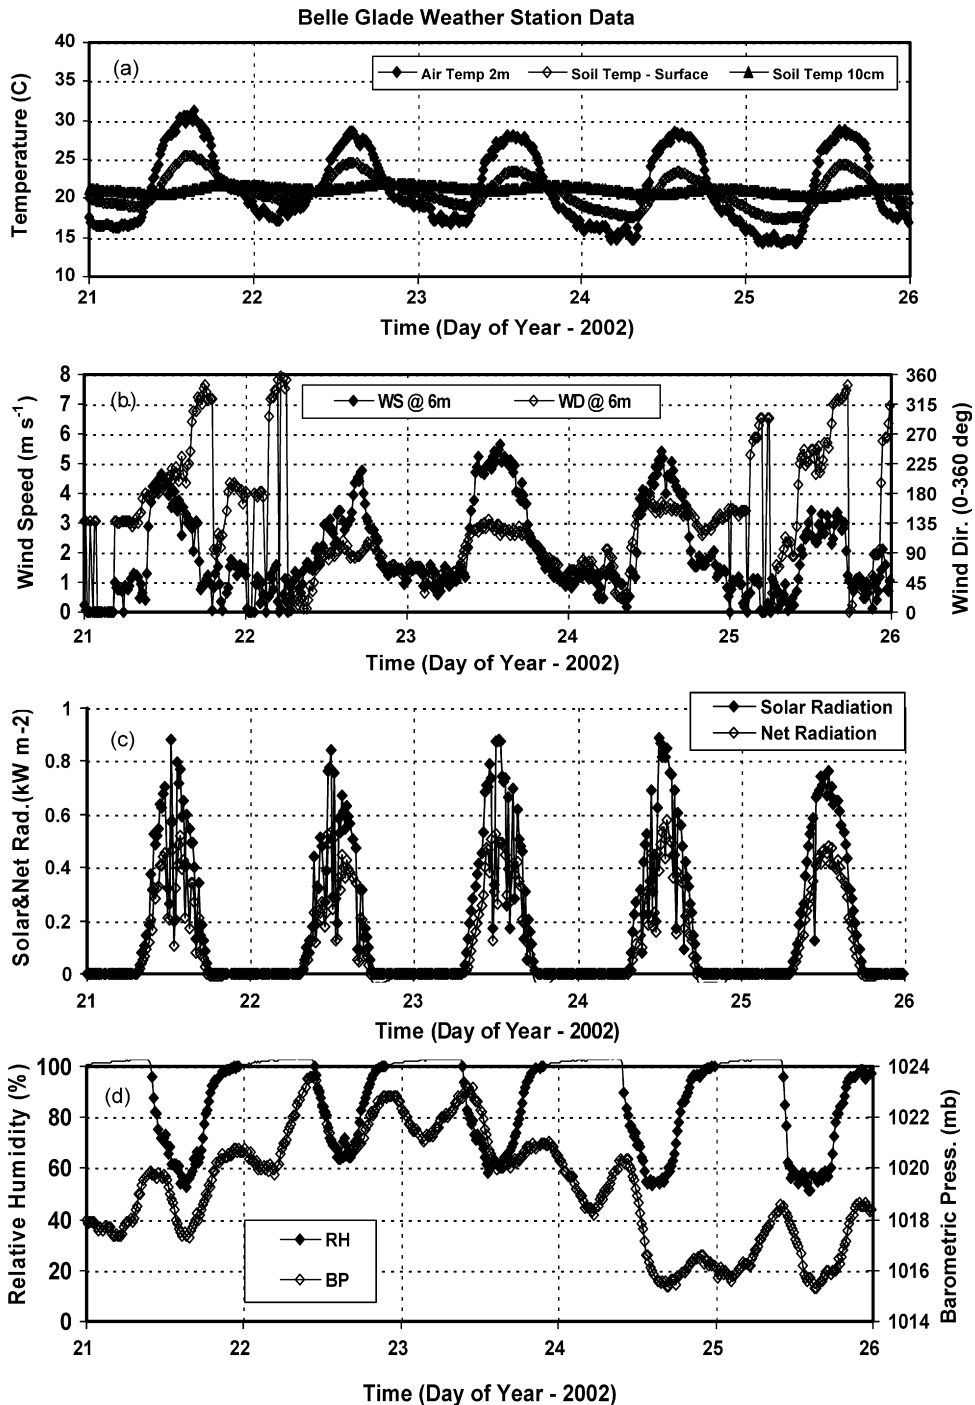 Belle Glade Weather Station Data
40
35
30
25
20
15
10
Temperature (C)
(a)
Air Temp 2m
Soil Temp - Surface
Soil Temp 10cm
21 22 23 24 25 26
Time (Day of Year - 2002)
8
7
6
5
4
3
2
1
0
Wind Speed (m s-1)
(b)
WS @ 6m
WD @ 6m
360
315
270
225
180
135
90
45
0
Wind Dir. (0-360 deg)
21 22 23 24 25 26
Time (Day of Year - 2002)
1
0.8
0.6
0.4
0.2
0
Solar&Net Rad.(kW m-2)
(c)
Solar Radiation
Net Radiation
21 22 23 24 25 26
Time (Day of Year - 2002)
100
80
60
40
20
0
Relative Humidity (%)
(d)
RH
BP
1024
1022
1020
1018
1016
1014
Barometric Press. (mb)
21 22 23 24 25 26
Time (Day of Year - 2002)